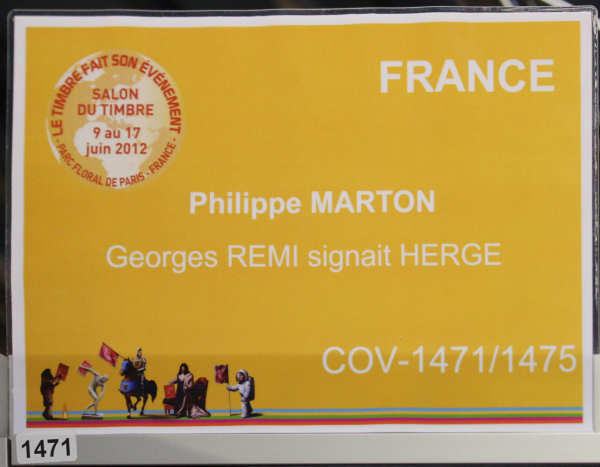 LE TIMBRE FAIT SON ÉVÉNEMENT
SALON
DU TIMBRE
9 au 17
juin 2012
- PARC FLORAL DE PARIS - FRANCE -
FRANCE
Philippe MARTON
Georges REMI signait HERGE
COV-1471/1475
1471